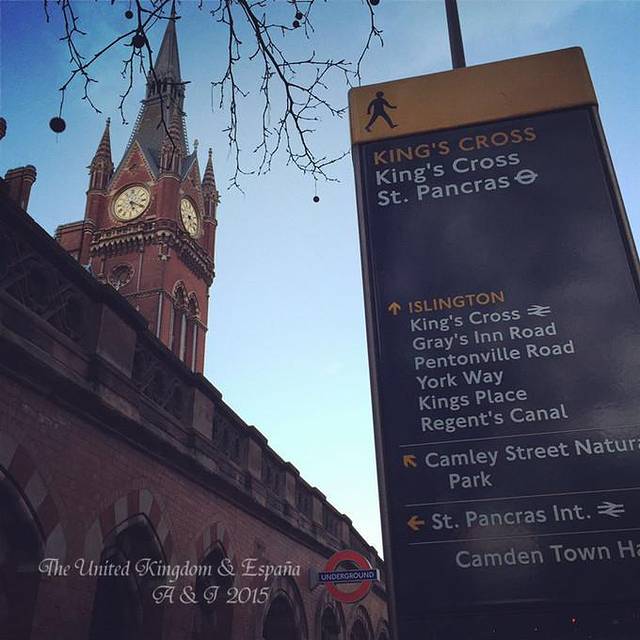 KING'S CROSS
King's Cross
St. Pancras
ISLINGTON
King's Cross
Gray's Inn Road
Pentonville Road
York Way
Kings Place
Regent's Canal
Camley Street Natura
Park
St. Pancras Int.
Camden Town Ha
UNDERGROUND
The United Kingdom & España
A & I 2015